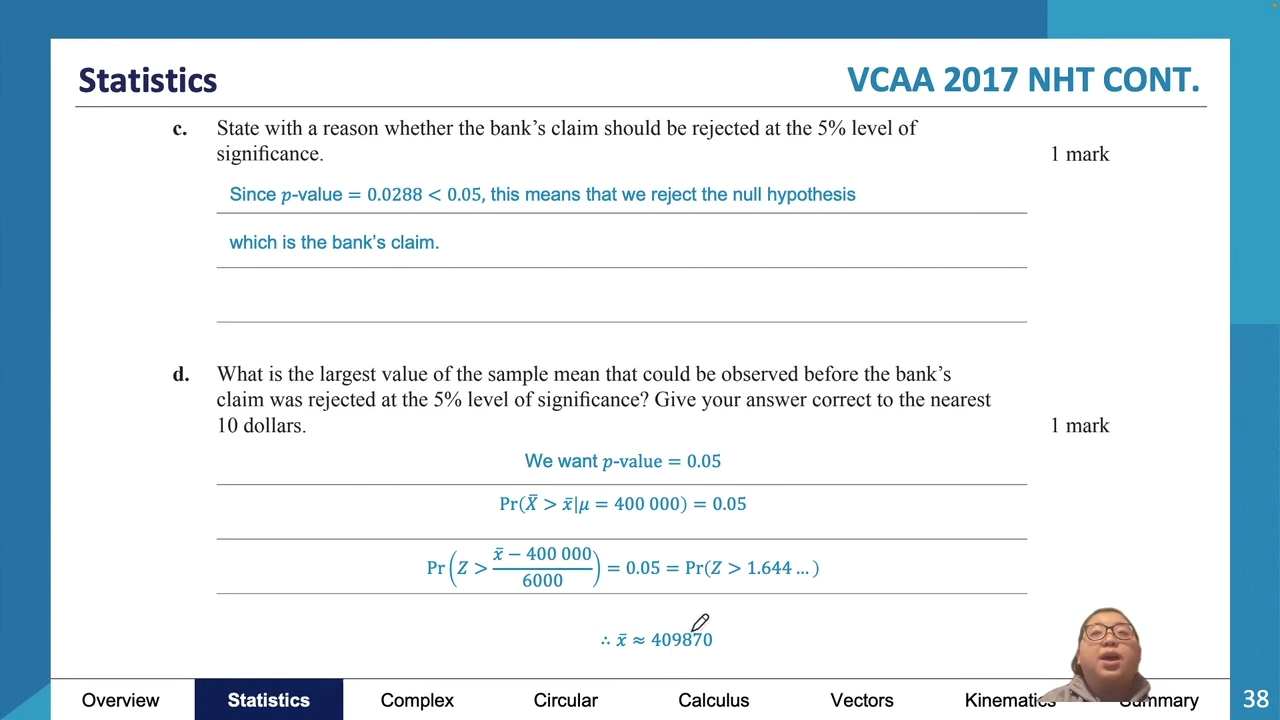 Statistics
VCAA 2017 NHT CONT.
c. State with a reason whether the bank’s claim should be rejected at the 5% level of
significance. 1 mark
Since p-value = 0.0288 < 0.05, this means that we reject the null hypothesis
which is the bank’s claim.
d. What is the largest value of the sample mean that could be observed before the bank’s
claim was rejected at the 5% level of significance? Give your answer correct to the nearest
10 dollars. 1 mark
We want p-value = 0.05
Pr(X̄ > x̄|μ = 400 000) = 0.05
Pr(Z > (x̄ − 400 000)/6000) = 0.05 = Pr(Z > 1.644 … )
∴ x̄ ≈ 409870
Overview Statistics Complex Circular Calculus Vectors Kinematics Summary 38